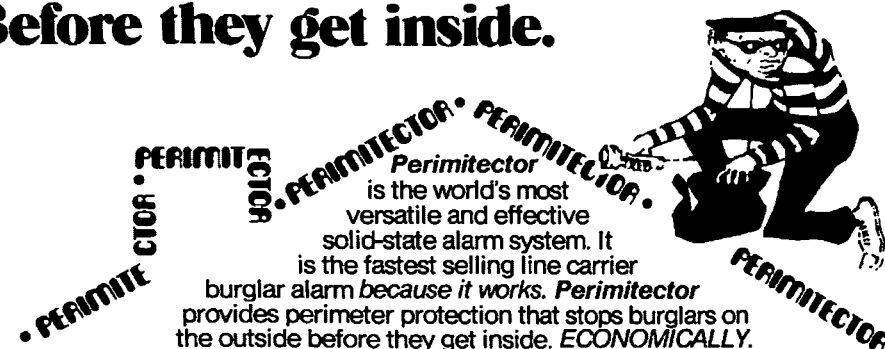 Before they get inside.
• PERIMITECTOR • PERIMITECTOR • PERIMITECTOR • PERIMITECTOR • PERIMITECTOR
Perimitector
is the world's most
versatile and effective
solid-state alarm system. It
is the fastest selling line carrier
burglar alarm because it works. Perimitector
provides perimeter protection that stops burglars on
the outside before they get inside. ECONOMICALLY.